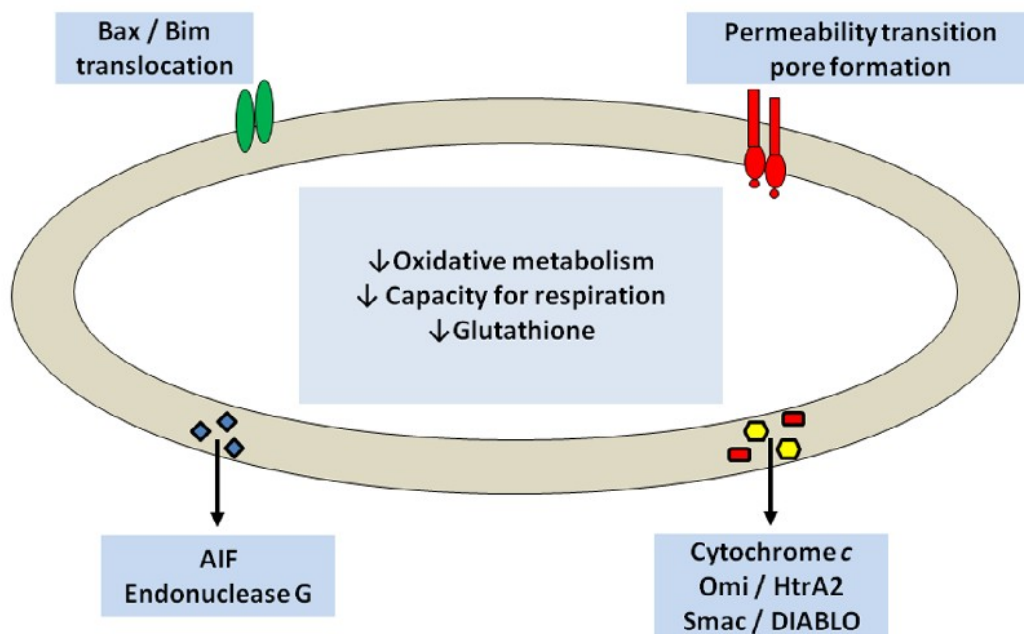 Bax / Bim
translocation
Permeability transition
pore formation
↓Oxidative metabolism
↓ Capacity for respiration
↓Glutathione
AIF
Endonuclease G
Cytochrome c
Omi / HtrA2
Smac / DIABLO